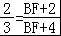 2/3 = BF+2/BF+4